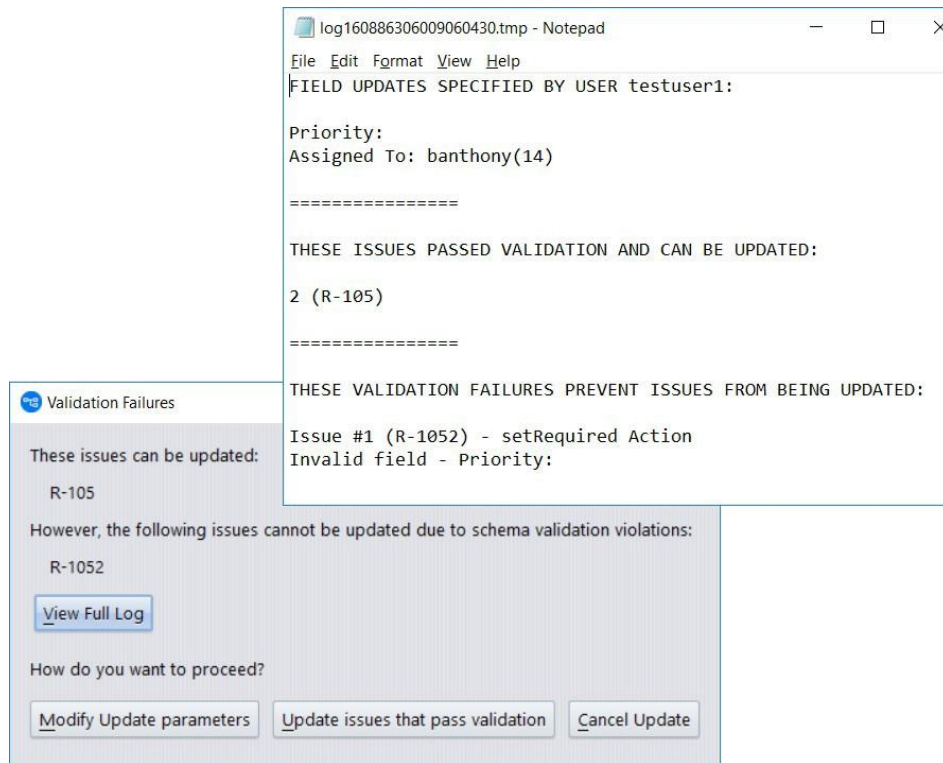 log160886306009060430.tmp - Notepad
File Edit Format View Help
FIELD UPDATES SPECIFIED BY USER testuser1:
Priority:
Assigned To: banthony(14)
================
THESE ISSUES PASSED VALIDATION AND CAN BE UPDATED:
2 (R-105)
================
THESE VALIDATION FAILURES PREVENT ISSUES FROM BEING UPDATED:
Issue #1 (R-1052) - setRequired Action
Invalid field - Priority:
Validation Failures
These issues can be updated:
R-105
However, the following issues cannot be updated due to schema validation violations:
R-1052
View Full Log
How do you want to proceed?
Modify Update parameters Update issues that pass validation Cancel Update